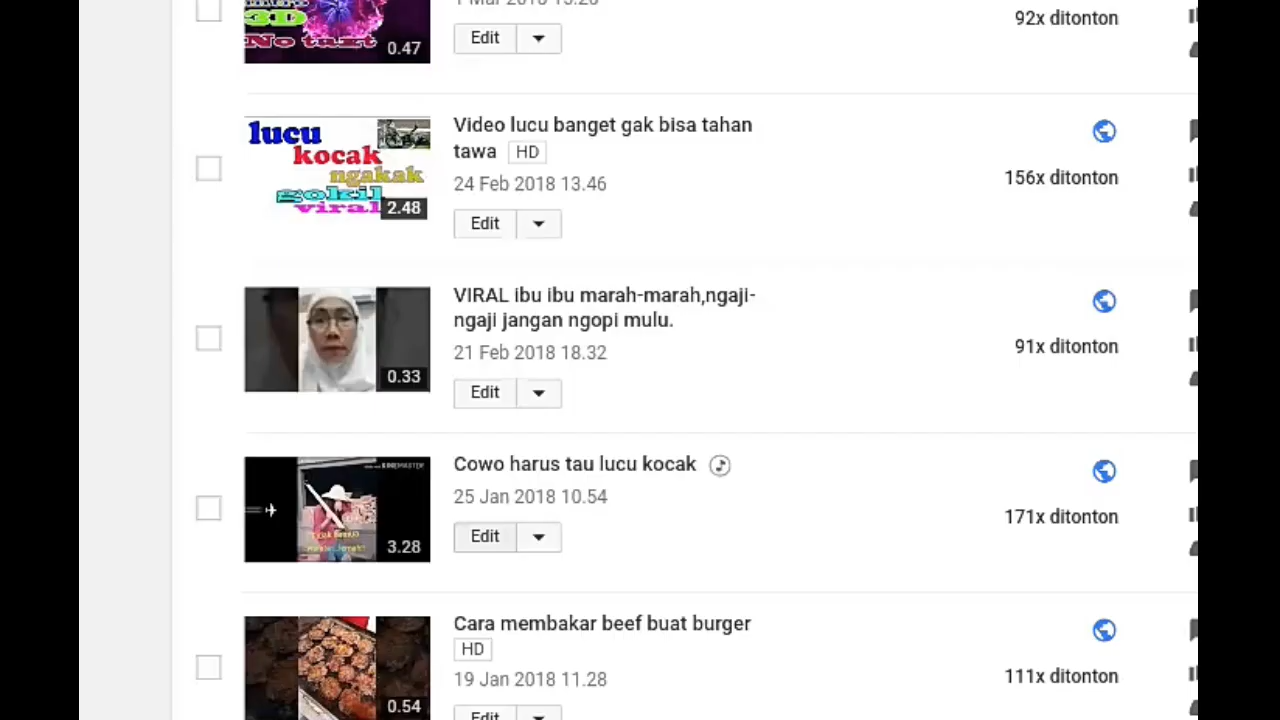 3D
No taxt
0.47
92x ditonton
Edit
lucu
kocak
ngakak
gokil
viral
2.48
Video lucu banget gak bisa tahan
tawa HD
24 Feb 2018 13.46
156x ditonton
Edit
0.33
VIRAL ibu ibu marah-marah,ngaji-
ngaji jangan ngopi mulu.
21 Feb 2018 18.32
91x ditonton
Edit
3.28
Cowo harus tau lucu kocak
25 Jan 2018 10.54
171x ditonton
Edit
0.54
Cara membakar beef buat burger
HD
19 Jan 2018 11.28
111x ditonton
Edit